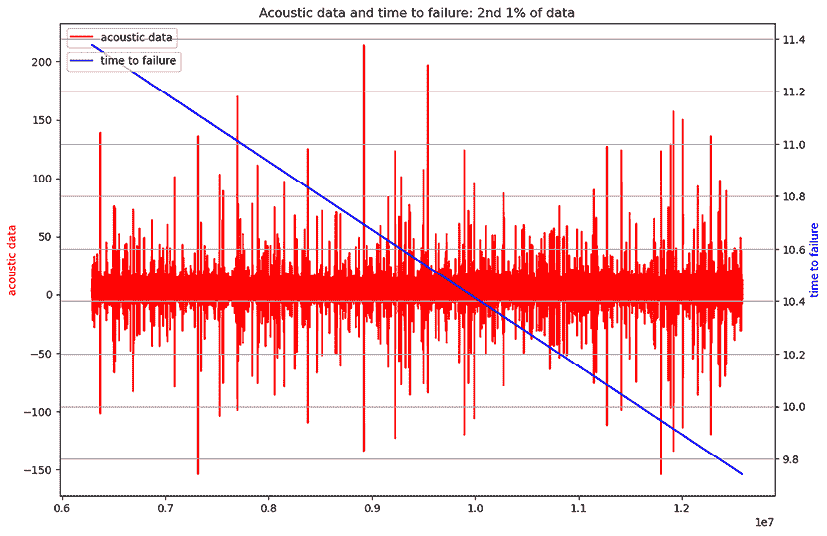 Acoustic data and time to failure: 2nd 1% of data
acoustic data
time to failure
200
150
100
50
0
−50
−100
−150
acoustic data
11.4
11.2
11.0
10.8
10.6
10.4
10.2
10.0
9.8
time to failure
0.6 0.7 0.8 0.9 1.0 1.1 1.2
1e7